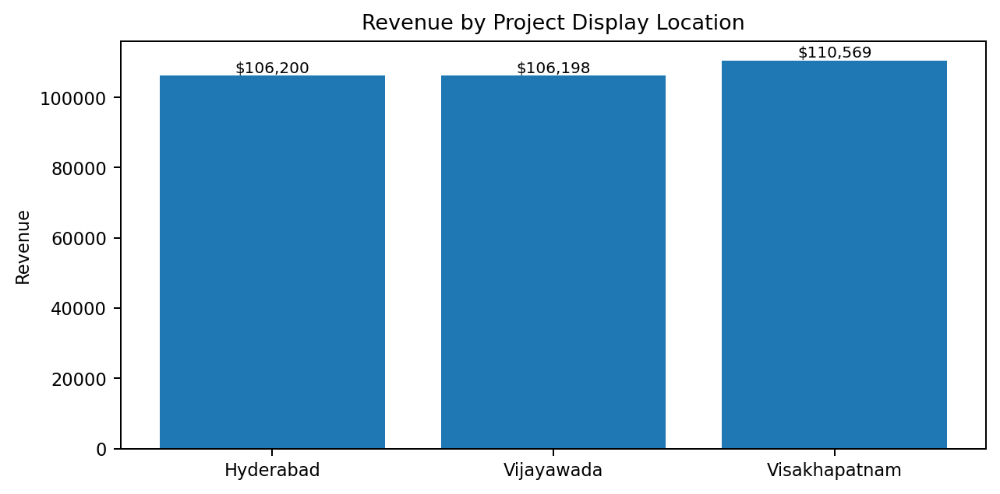 Revenue by Project Display Location
$106,200
$106,198
$110,569
Revenue
100000
80000
60000
40000
20000
0
Hyderabad
Vijayawada
Visakhapatnam